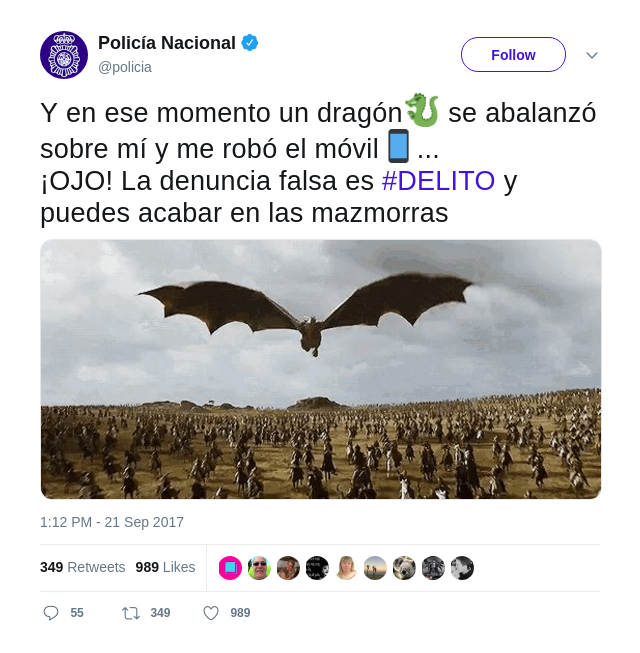 Policía Nacional
@policia
Follow
Y en ese momento un dragón🐉 se abalanzó
sobre mí y me robó el móvil 📱...
¡OJO! La denuncia falsa es #DELITO y
puedes acabar en las mazmorras
1:12 PM - 21 Sep 2017
349 Retweets 989 Likes
55 349 989